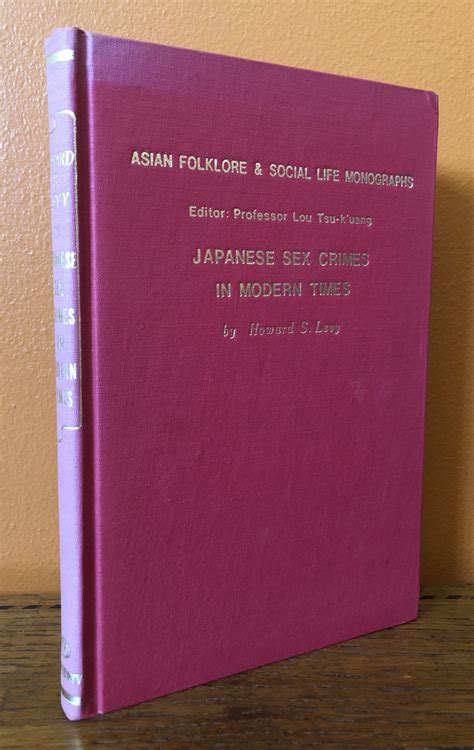 ASIAN FOLKLORE & SOCIAL LIFE MONOGRAPHS
Editor: Professor Lou Tsu-k'uang
JAPANESE SEX CRIMES
IN MODERN TIMES
by Howard S. Levy